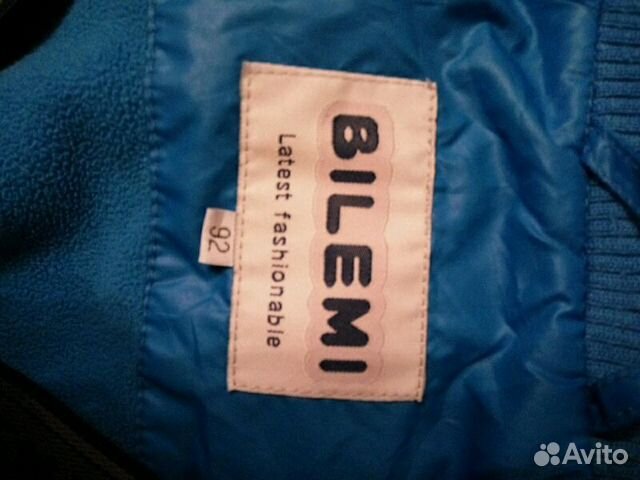 BILEMI
Latest fashionable
92
Avito